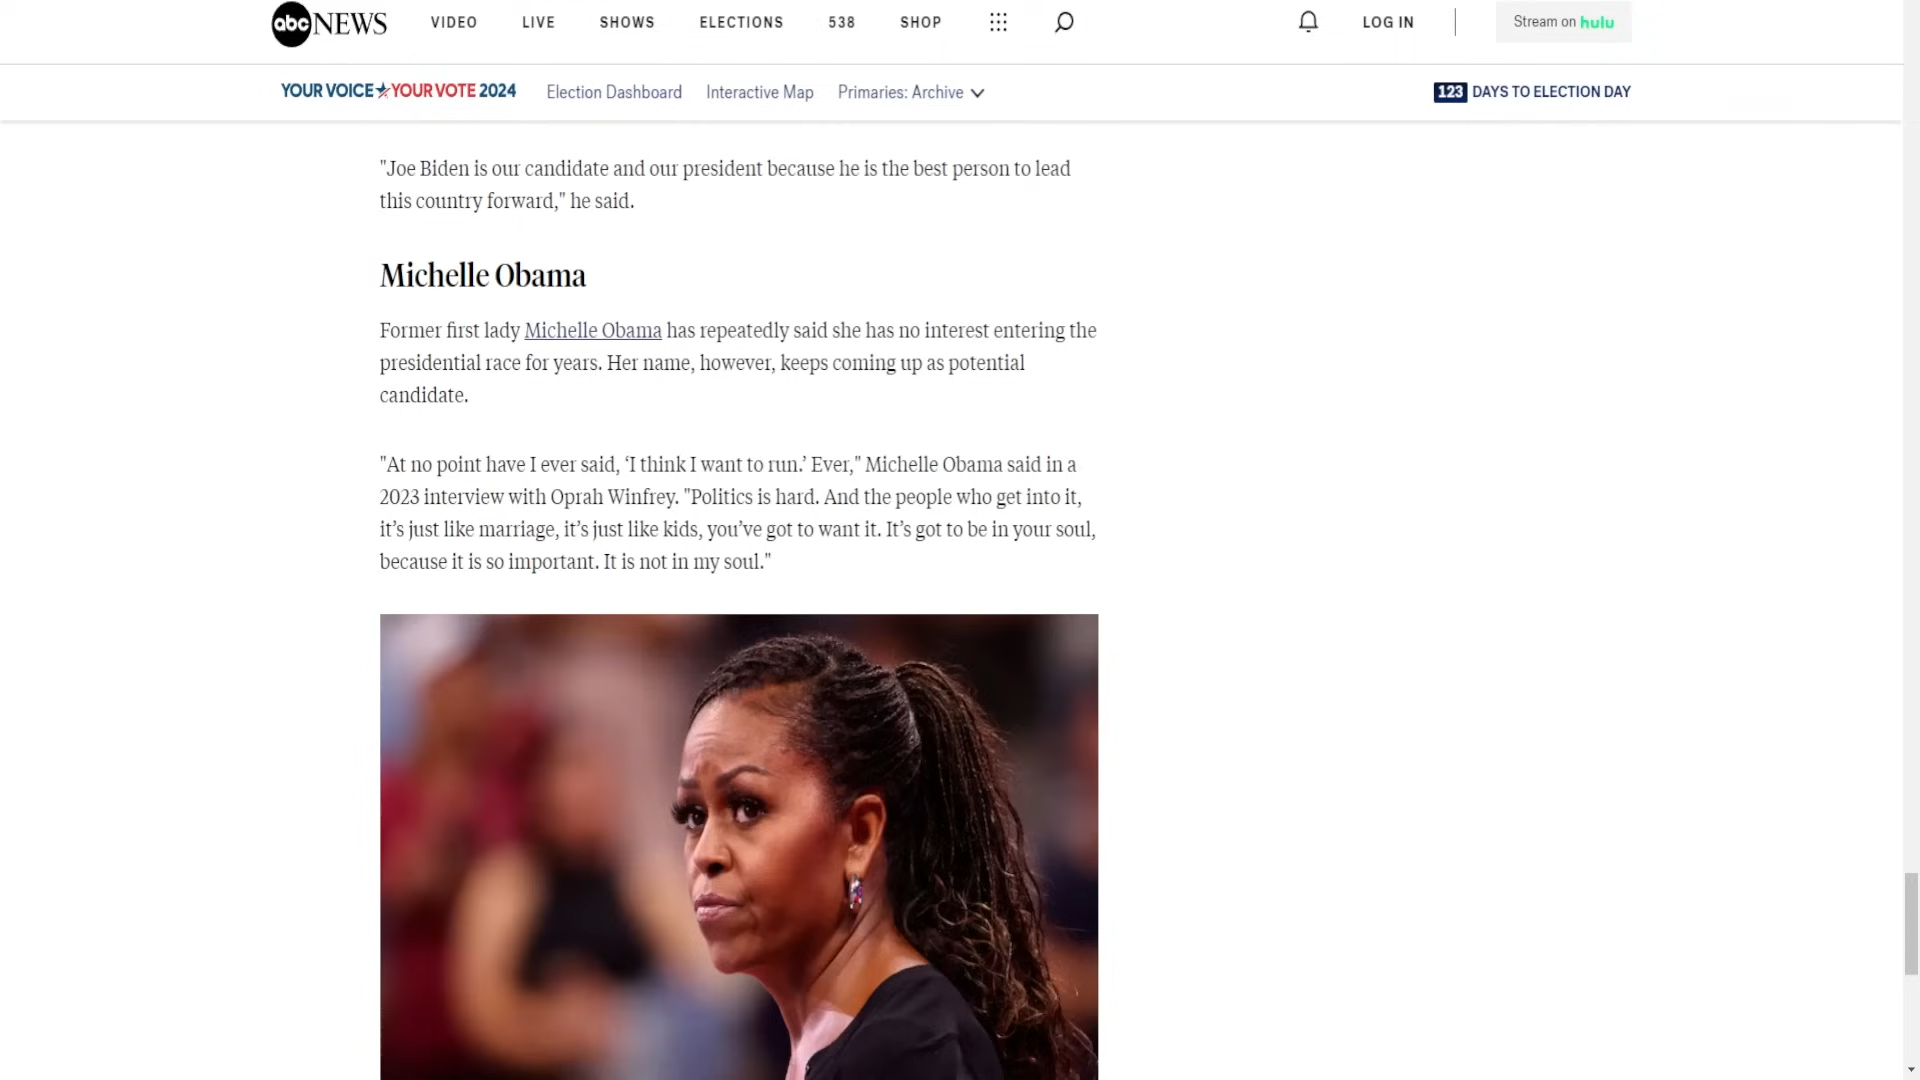 abc NEWS VIDEO LIVE SHOWS ELECTIONS 538 SHOP LOG IN Stream on hulu
YOUR VOICE YOUR VOTE 2024 Election Dashboard Interactive Map Primaries: Archive 123 DAYS TO ELECTION DAY
"Joe Biden is our candidate and our president because he is the best person to lead
this country forward," he said.
Michelle Obama
Former first lady Michelle Obama has repeatedly said she has no interest entering the
presidential race for years. Her name, however, keeps coming up as potential
candidate.
"At no point have I ever said, ‘I think I want to run.’ Ever," Michelle Obama said in a
2023 interview with Oprah Winfrey. "Politics is hard. And the people who get into it,
it’s just like marriage, it’s just like kids, you’ve got to want it. It’s got to be in your soul,
because it is so important. It is not in my soul."